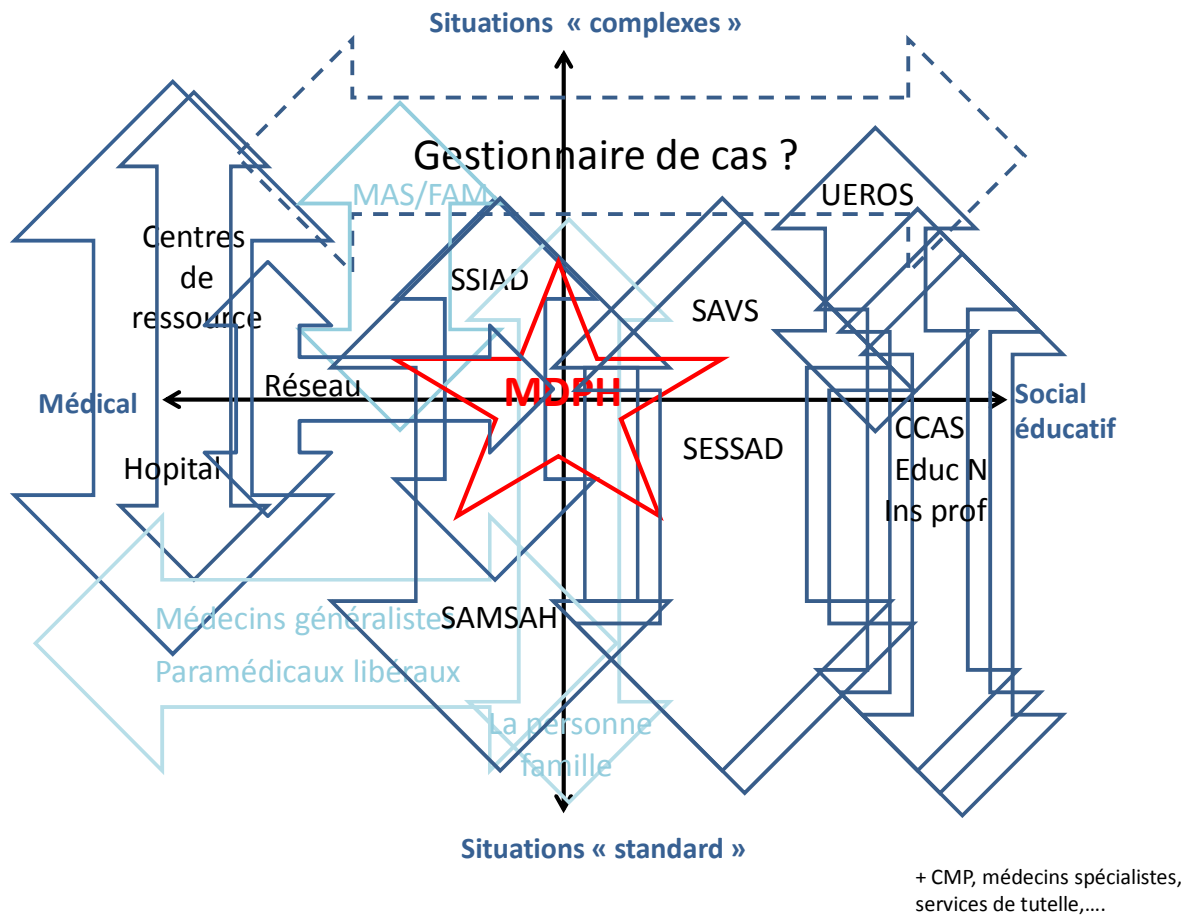 Situations « complexes »
Gestionnaire de cas ?
MAS/FAM
UEROS
Centres
de
ressource
SSIAD
SAVS
Réseau
MDPH
Médical
Social
éducatif
CCAS
Educ N
Ins prof
SESSAD
Hopital
Médecins généralistes
SAMSAH
Paramédicaux libéraux
La personne
famille
Situations « standard »
+ CMP, médecins spécialistes,
services de tutelle,....